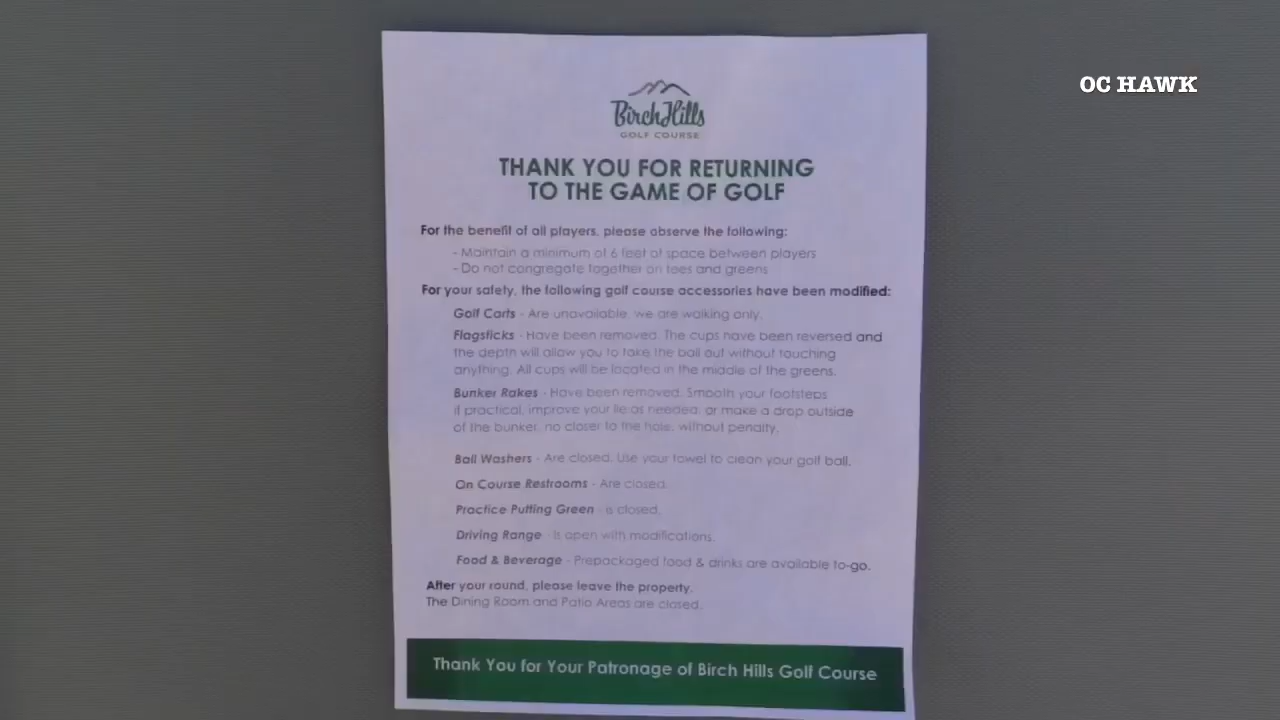 OC HAWK
Birch Hills
GOLF COURSE
THANK YOU FOR RETURNING
TO THE GAME OF GOLF
For the benefit of all players, please observe the following:
- Maintain a minimum of 6 feet of space between players
- Do not congregate together on tees and greens
For your safety, the following golf course accessories have been modified:
Golf Carts - Are unavailable, we are walking only.
Flagsticks - Have been removed. The cups have been reversed and
the depth will allow you to take the ball out without touching
anything. All cups will be located in the middle of the greens.
Bunker Rakes - Have been removed. Smooth your footsteps
if practical, improve your lie as needed, or make a drop outside
of the bunker, no closer to the hole, without penalty.
Ball Washers - Are closed. Use your towel to clean your golf ball.
On Course Restrooms - Are closed.
Practice Putting Green - is closed.
Driving Range - Is open with modifications.
Food & Beverage - Prepackaged food & drinks are available to-go.
After your round, please leave the property.
The Dining Room and Patio Areas are closed.
Thank You for Your Patronage of Birch Hills Golf Course